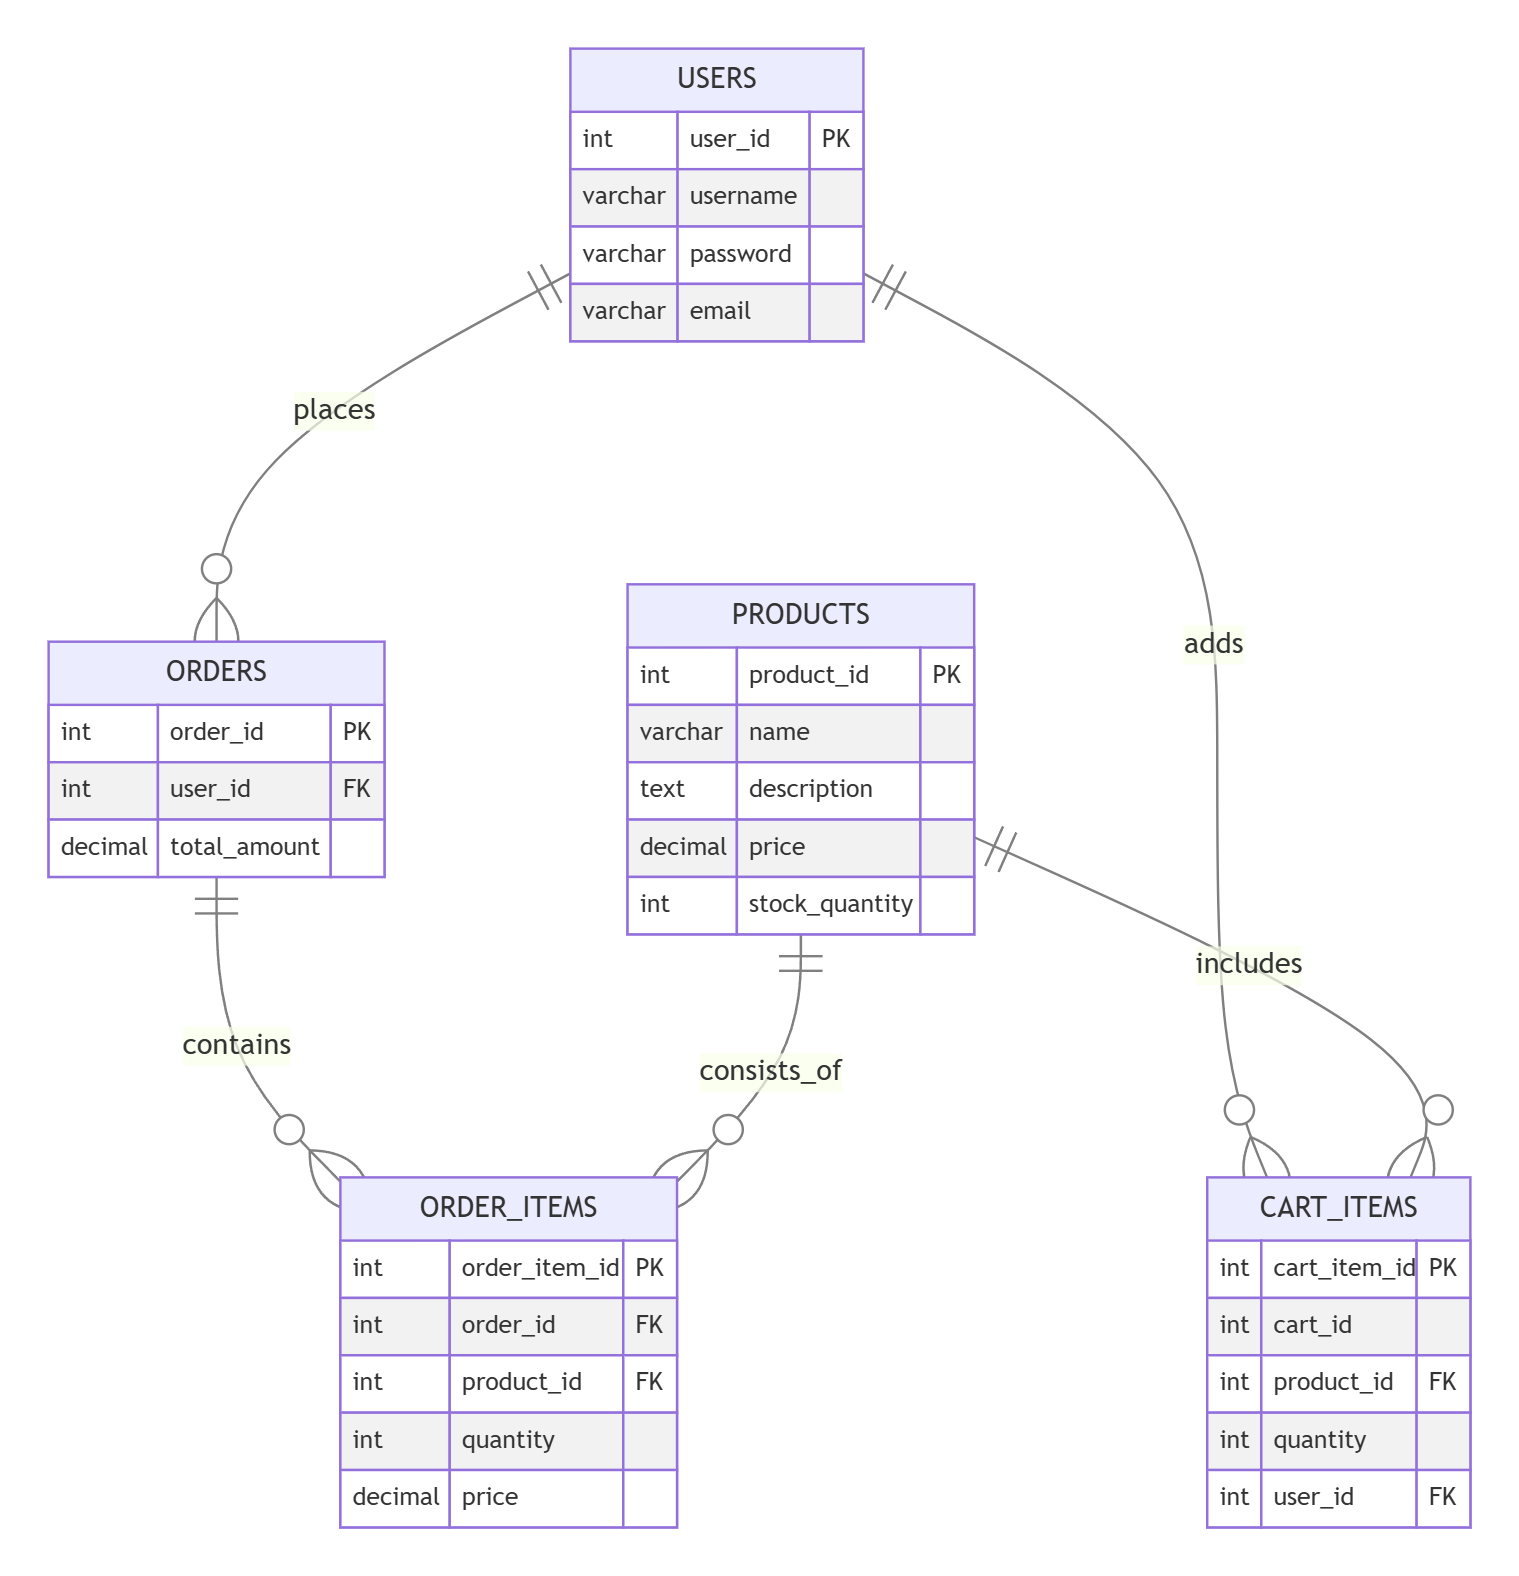 USERS
int user_id PK
varchar username
varchar password
varchar email
places
PRODUCTS
int product_id PK
varchar name
text description
decimal price
int stock_quantity
adds
ORDERS
int order_id PK
int user_id FK
decimal total_amount
includes
contains
consists_of
ORDER_ITEMS
int order_item_id PK
int order_id FK
int product_id FK
int quantity
decimal price
CART_ITEMS
int cart_item_id PK
int cart_id
int product_id FK
int quantity
int user_id FK